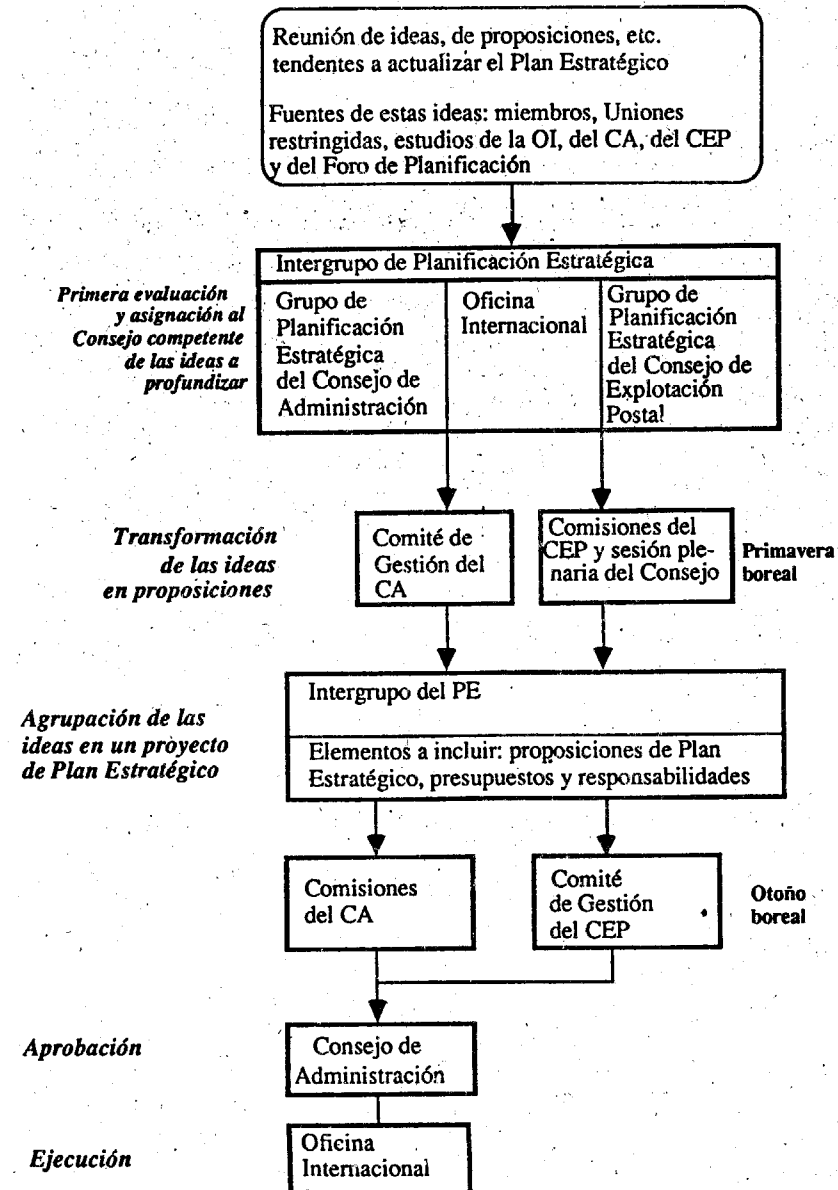 Reunión de ideas, de proposiciones, etc.
tendentes a actualizar el Plan Estratégico
Fuentes de estas ideas: miembros, Uniones
restringidas, estudios de la OI, del CA, del CEP
y del Foro de Planificación
Intergrupo de Planificación Estratégica
Primera evaluación
y asignación al
Consejo competente
de las ideas a
profundizar
Grupo de
Planificación
Estratégica
del Consejo de
Administración
Oficina
Internacional
Grupo de
Planificación
Estratégica
del Consejo de
Explotación
Postal
Transformación
de las ideas
en proposiciones
Comité de
Gestión del
CA
Comisiones del
CEP y sesión ple-
naria del Consejo
Primavera
boreal
Agrupación de las
ideas en un proyecto
de Plan Estratégico
Intergrupo del PE
Elementos a incluir: proposiciones de Plan
Estratégico, presupuestos y responsabilidades
Comisiones
del CA
Comité
de Gestión
del CEP
Otoño
boreal
Aprobación
Consejo de
Administración
Ejecución
Oficina
Internacional